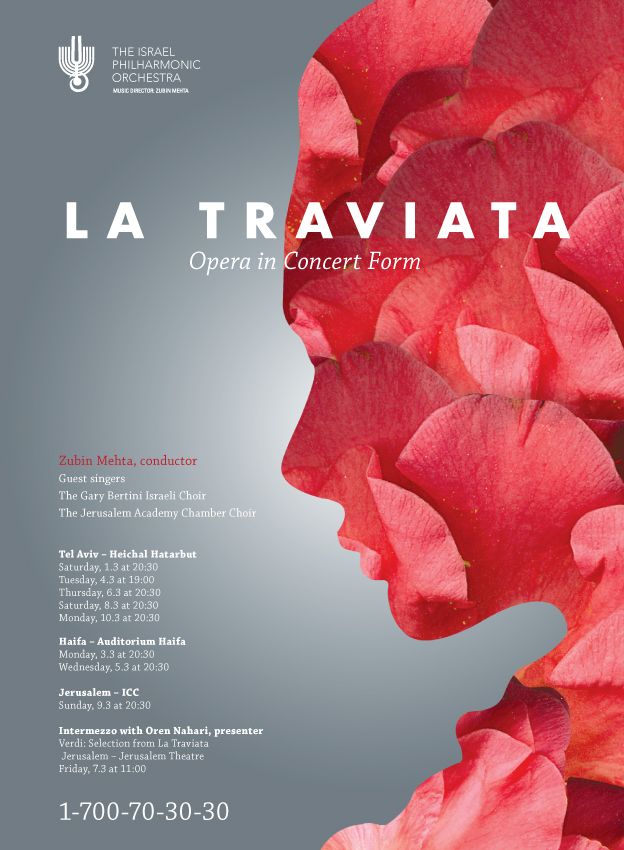 THE ISRAEL
PHILHARMONIC
ORCHESTRA
MUSIC DIRECTOR: ZUBIN MEHTA
LA TRAVIATA
Opera in Concert Form
Zubin Mehta, conductor
Guest singers
The Gary Bertini Israeli Choir
The Jerusalem Academy Chamber Choir
Tel Aviv – Heichal Hatarbut
Saturday, 1.3 at 20:30
Tuesday, 4.3 at 19:00
Thursday, 6.3 at 20:30
Saturday, 8.3 at 20:30
Monday, 10.3 at 20:30
Haifa – Auditorium Haifa
Monday, 3.3 at 20:30
Wednesday, 5.3 at 20:30
Jerusalem – ICC
Sunday, 9.3 at 20:30
Intermezzo with Oren Nahari, presenter
Verdi: Selection from La Traviata
Jerusalem – Jerusalem Theatre
Friday, 7.3 at 11:00
1-700-70-30-30